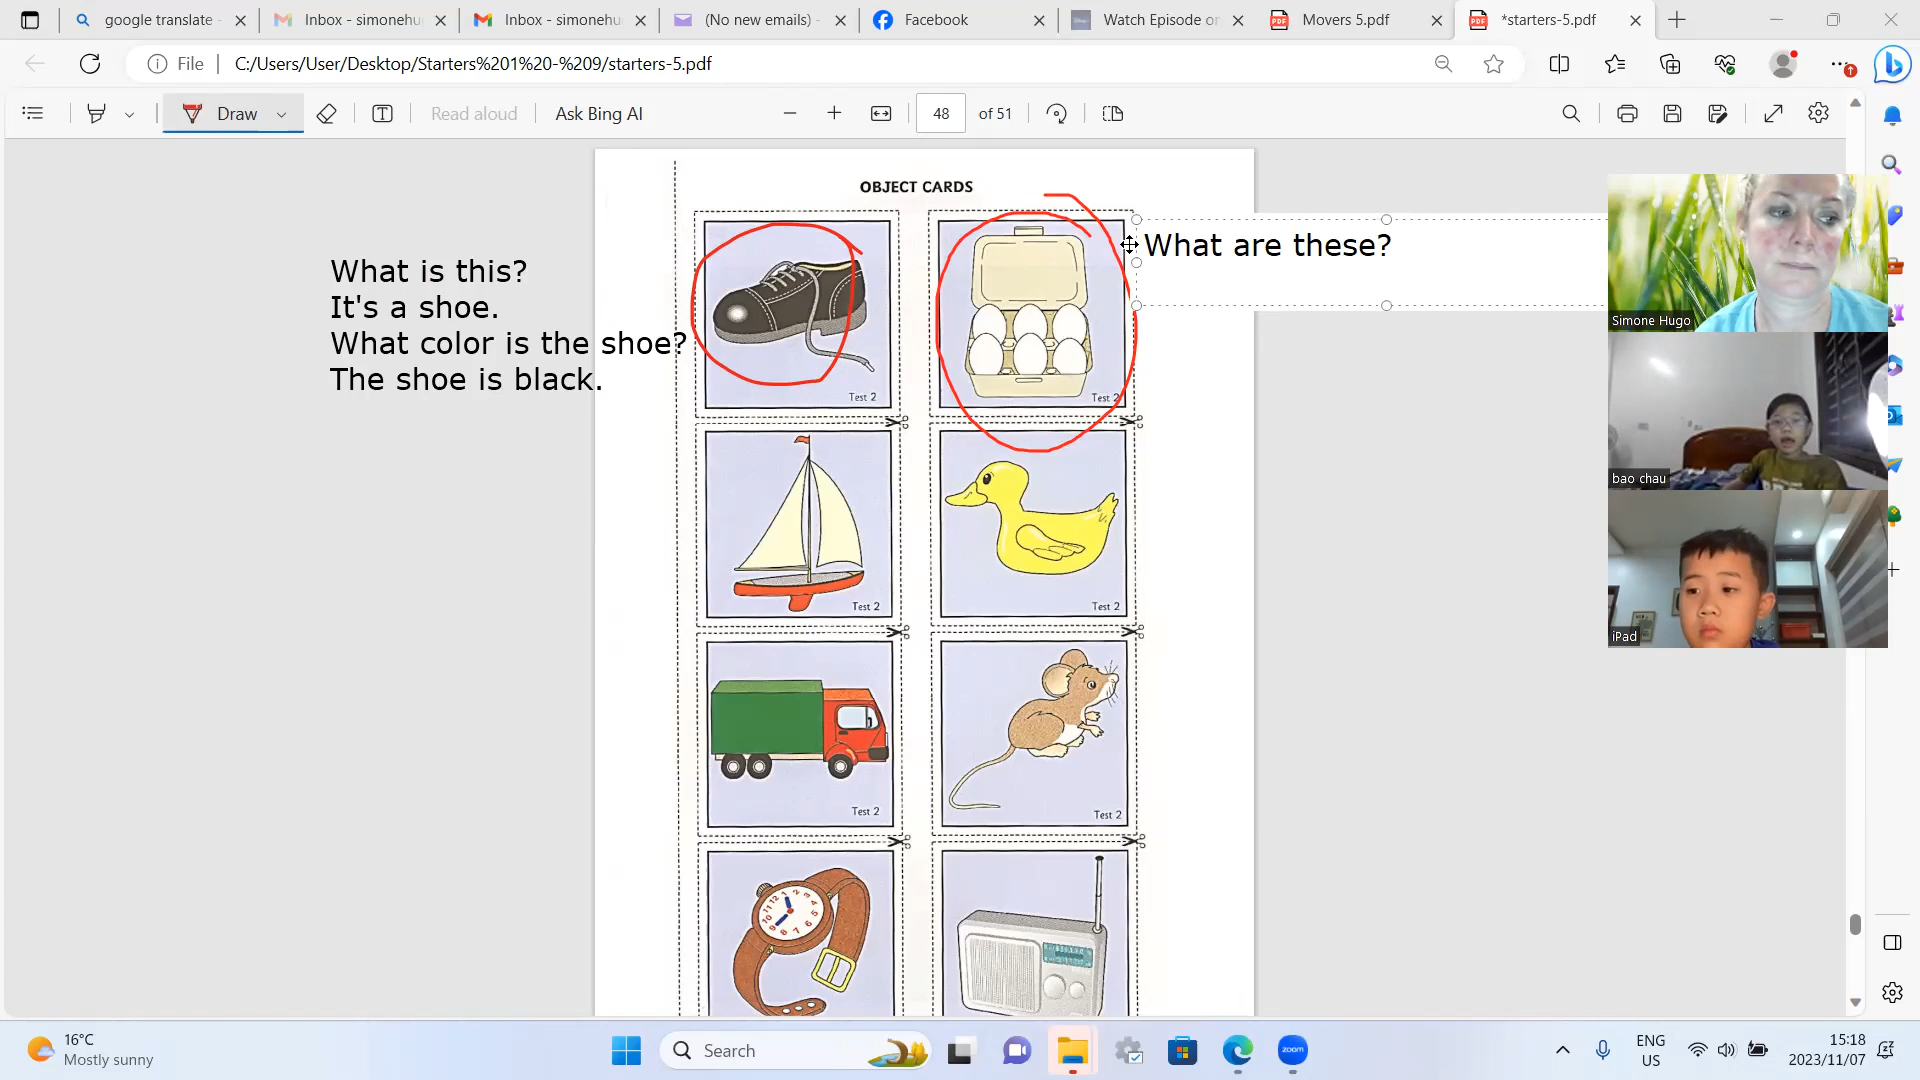 google translate -
Inbox - simonehu
Inbox - simonehu
(No new emails) -
Facebook
Watch Episode on
Movers 5.pdf
*starters-5.pdf
File
C:/Users/User/Desktop/Starters%201%20-%209/starters-5.pdf
Draw
Read aloud
Ask Bing AI
48 of 51
OBJECT CARDS
What is this?
It's a shoe.
What color is the shoe?
The shoe is black.
What are these?
Test 2
Test 2
Test 2
Test 2
Test 2
Test 2
Simone Hugo
bao chau
iPad
16°C
Mostly sunny
Search
zoom
ENG
US
15:18
2023/11/07